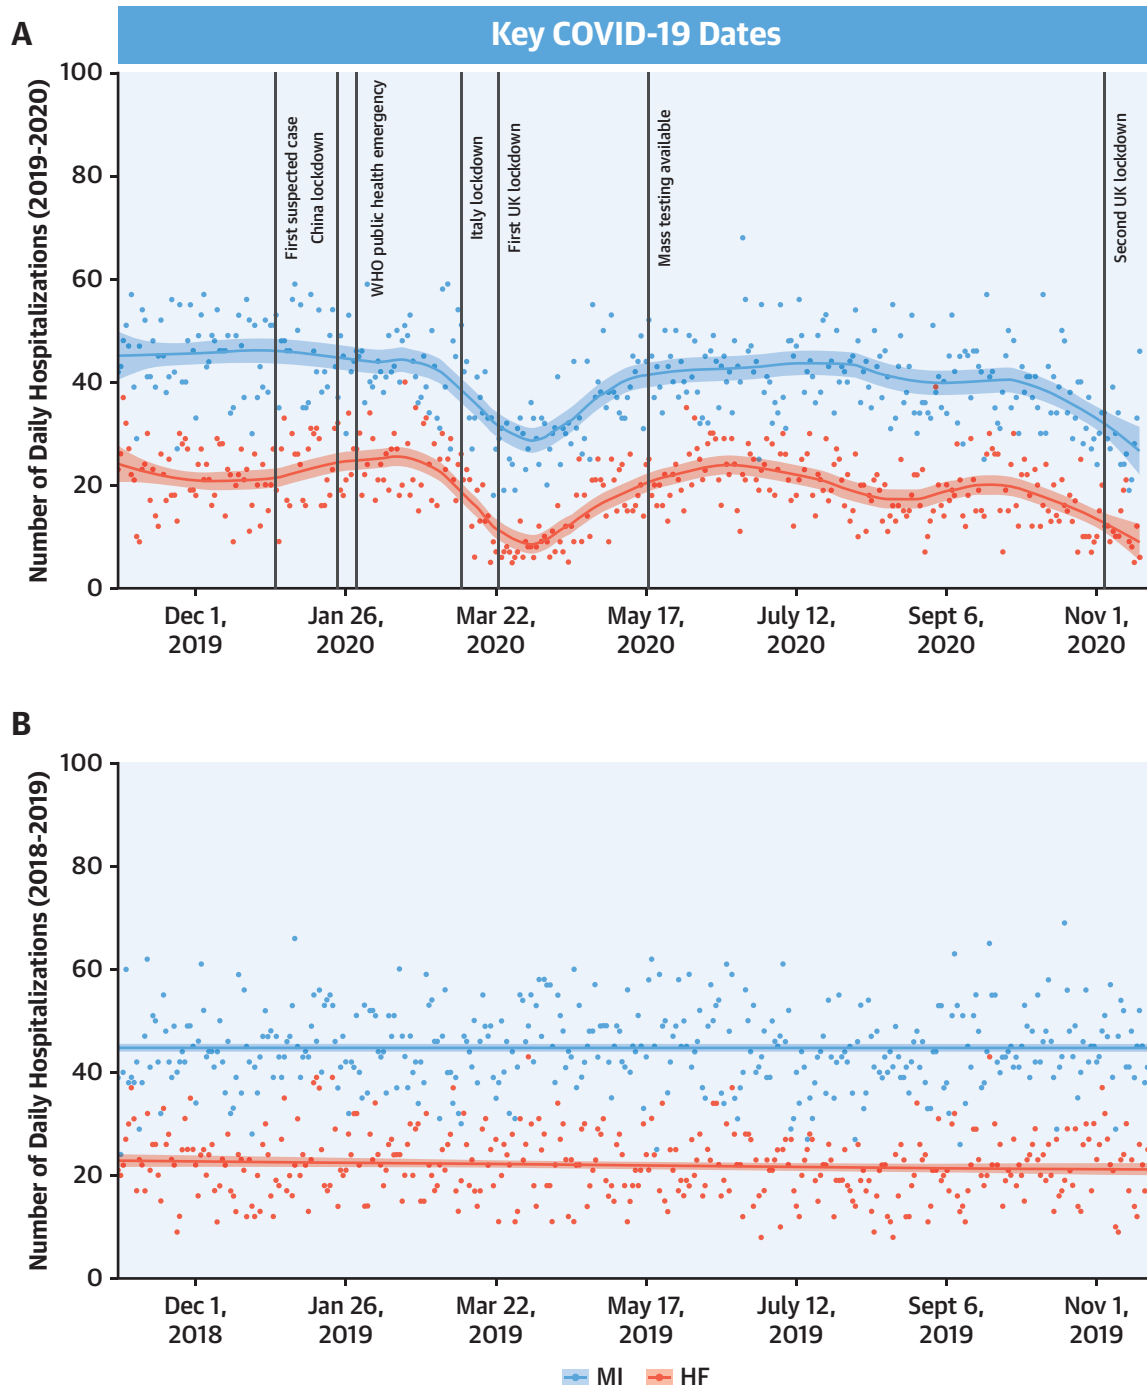 A
Key COVID-19 Dates
Number of Daily Hospitalizations (2019-2020)
100
80
60
40
20
0
First suspected case
China lockdown
WHO public health emergency
Italy lockdown
First UK lockdown
Mass testing available
Second UK lockdown
Dec 1,
2019
Jan 26,
2020
Mar 22,
2020
May 17,
2020
July 12,
2020
Sept 6,
2020
Nov 1,
2020
B
Number of Daily Hospitalizations (2018-2019)
100
80
60
40
20
0
Dec 1,
2018
Jan 26,
2019
Mar 22,
2019
May 17,
2019
July 12,
2019
Sept 6,
2019
Nov 1,
2019
MI
HF